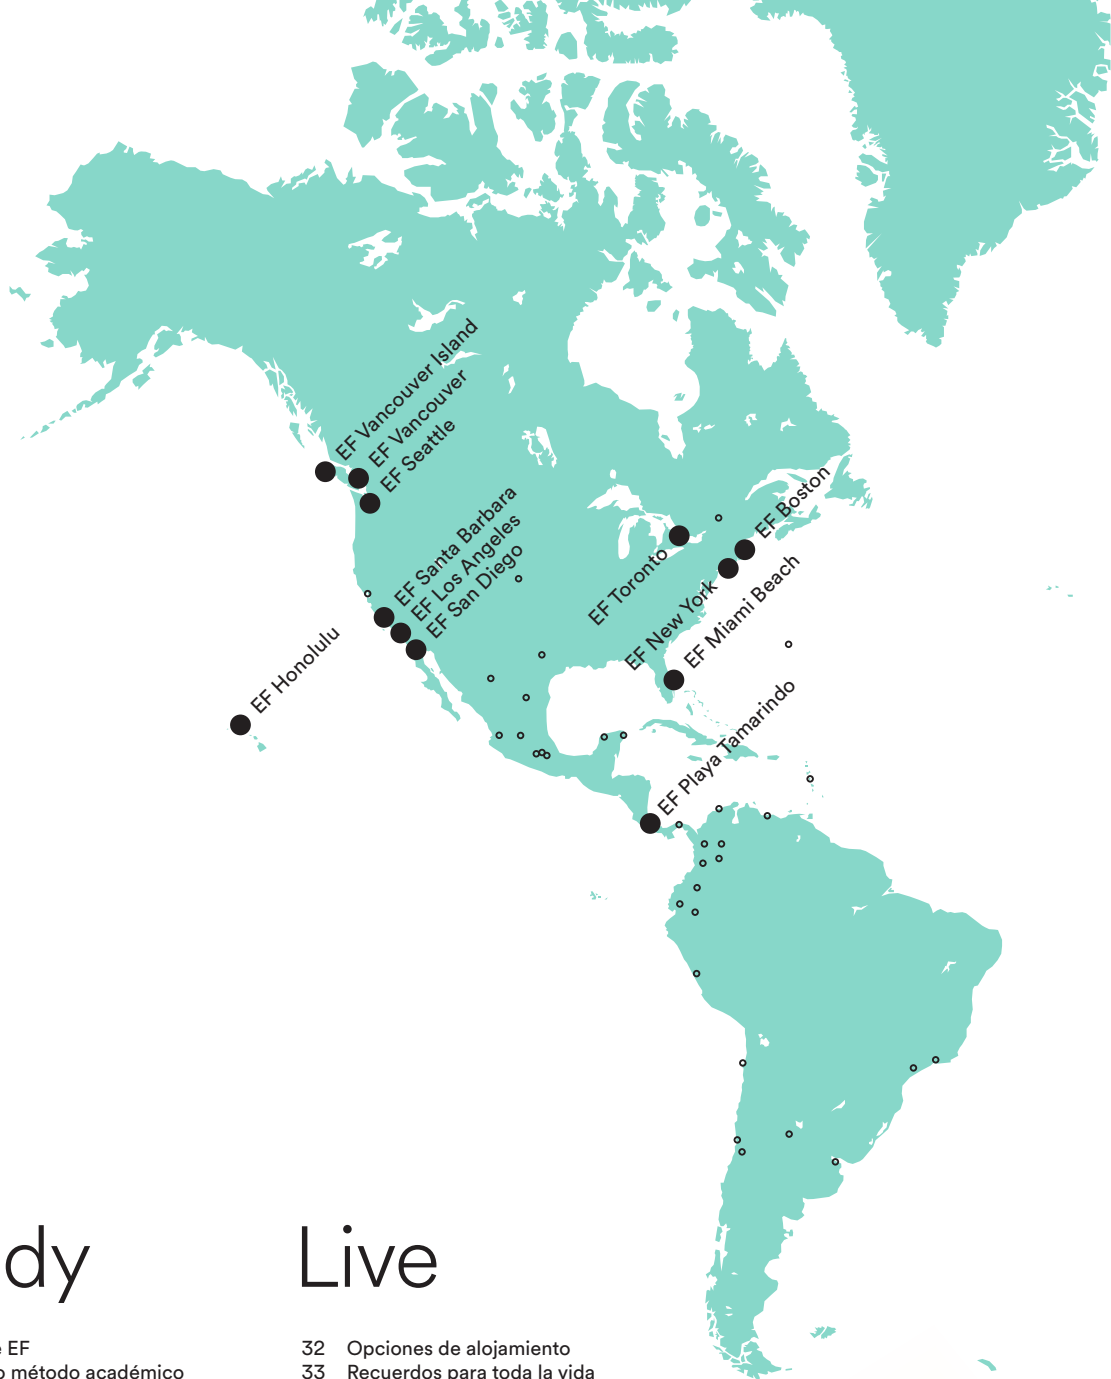 EF Vancouver Island
EF Vancouver
EF Seattle
EF Santa Barbara
EF Los Angeles
EF San Diego
EF Honolulu
EF Toronto
EF Boston
EF New York
EF Miami Beach
EF Playa Tamarindo
dy
EF
método académico
Live
32 Opciones de alojamiento
33 Recuerdos para toda la vida